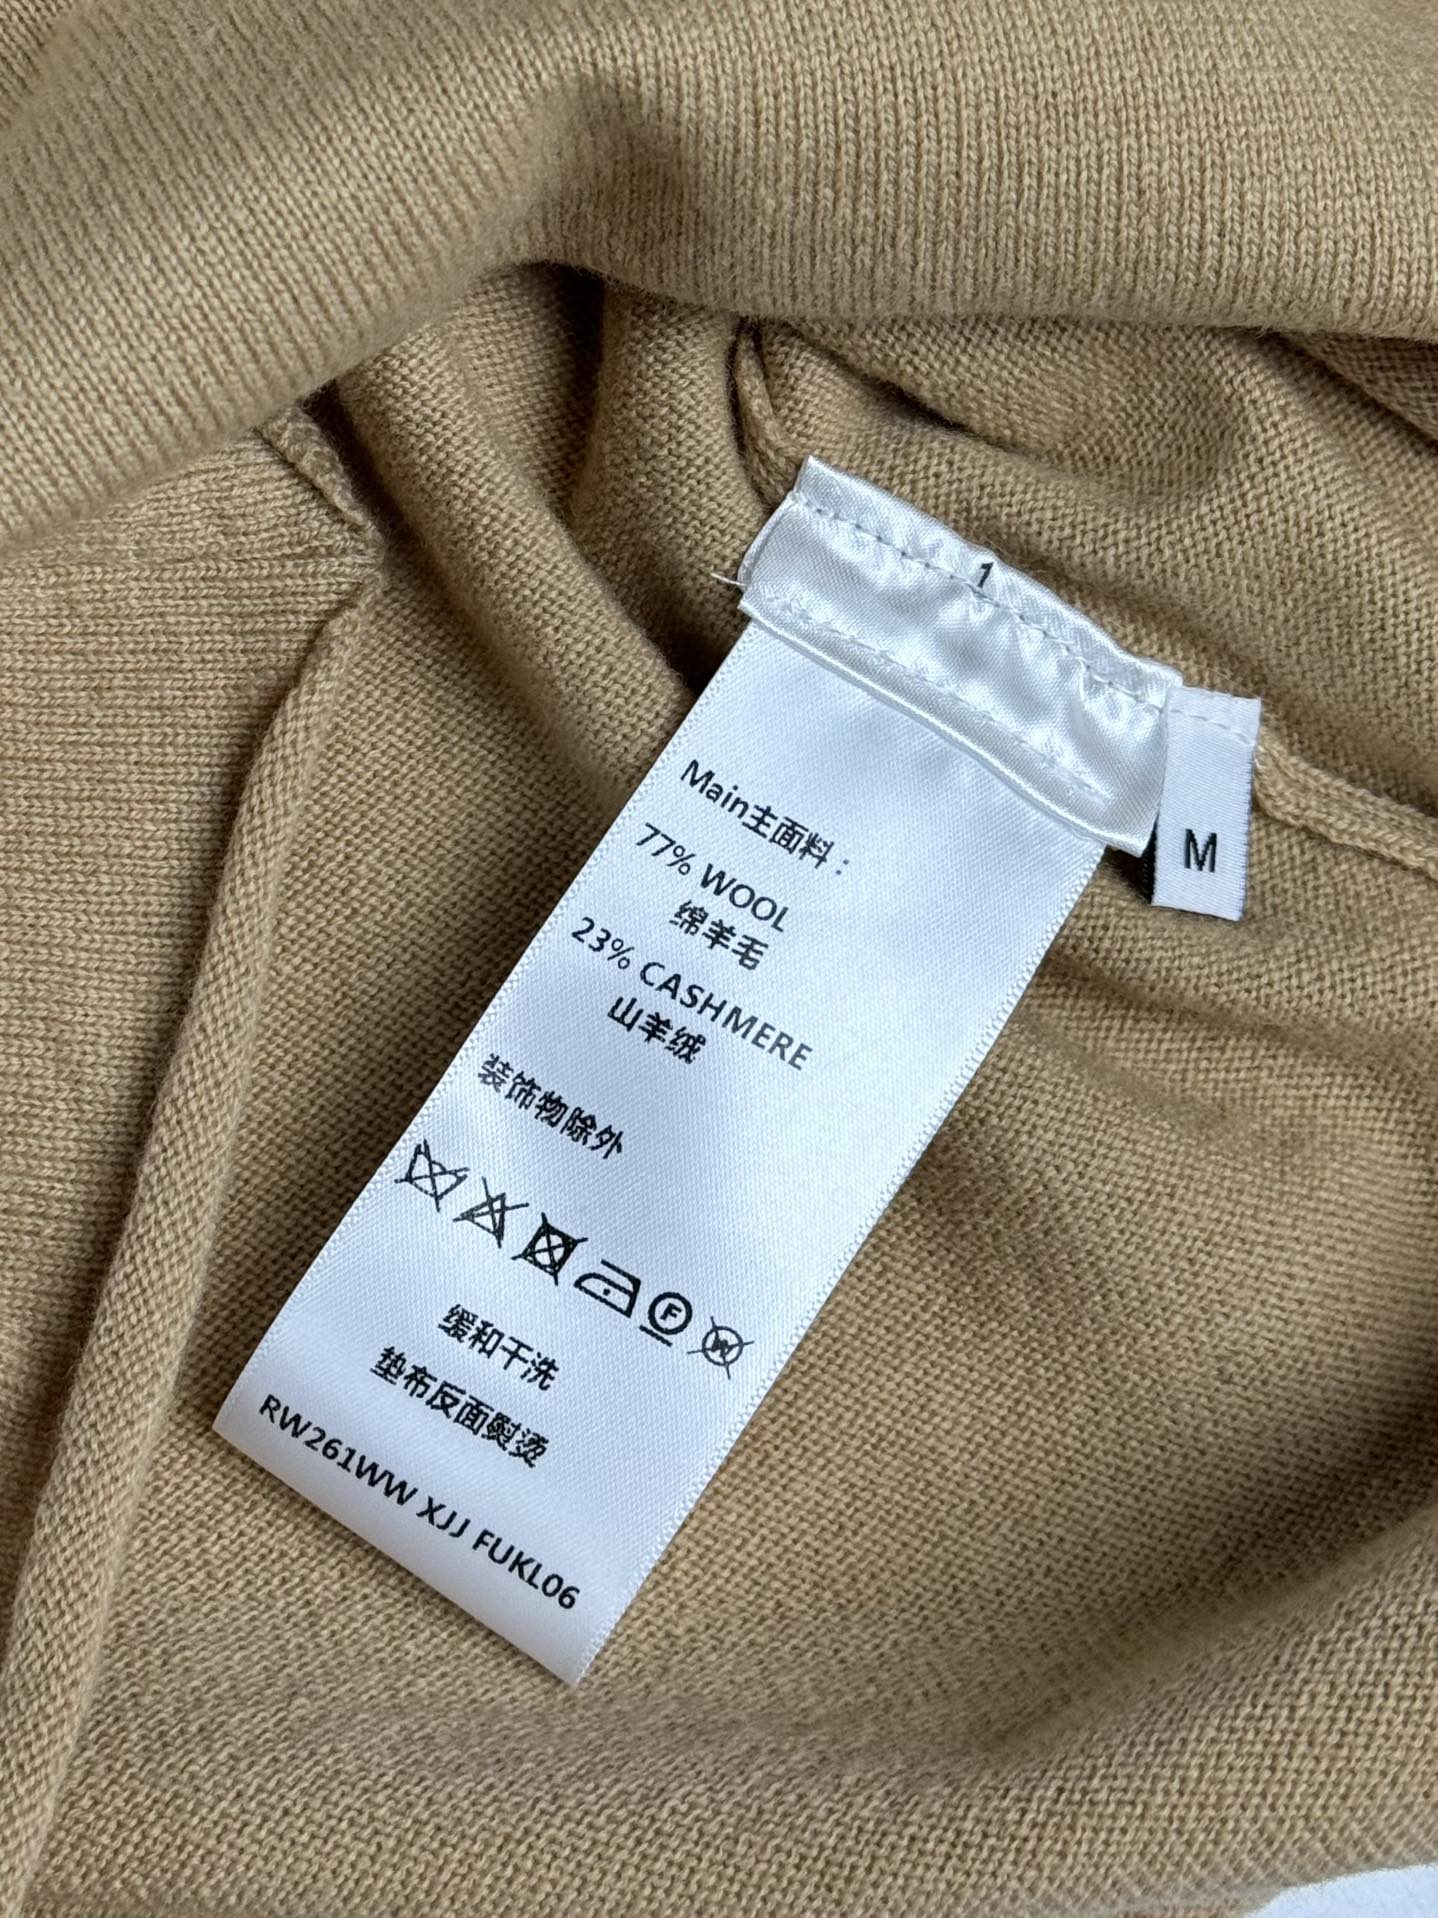 1
M
Main主面料：
77% WOOL
绵羊毛
23% CASHMERE
山羊绒
装饰物除外
F
W
缓和干洗
垫布反面熨烫
RW261WW XJJ FUKL06